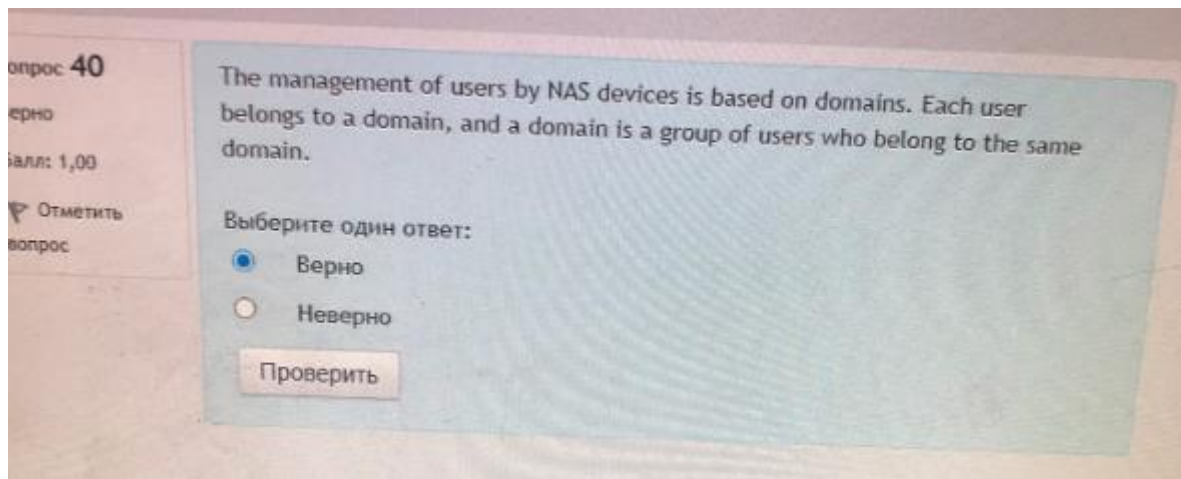 опрос 40
ерно
Балл: 1,00
Отметить
вопрос
The management of users by NAS devices is based on domains. Each user
belongs to a domain, and a domain is a group of users who belong to the same
domain.
Выберите один ответ:
Верно
Неверно
Проверить